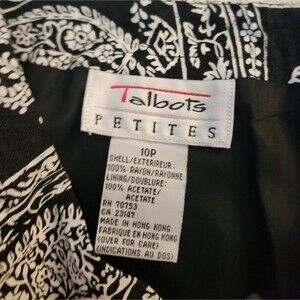 Talbots
PETITES
10P
SHELL/EXTERIEUR:
100% RAYON/RAYONNE
LINING/DOUBLURE:
100% ACETATE/
ACETATE
RN 70753
CA 23147
MADE IN HONG KONG
FABRIQUE EN HONG KONG
(OVER FOR CARE)
(INDICATIONS AU DOS)